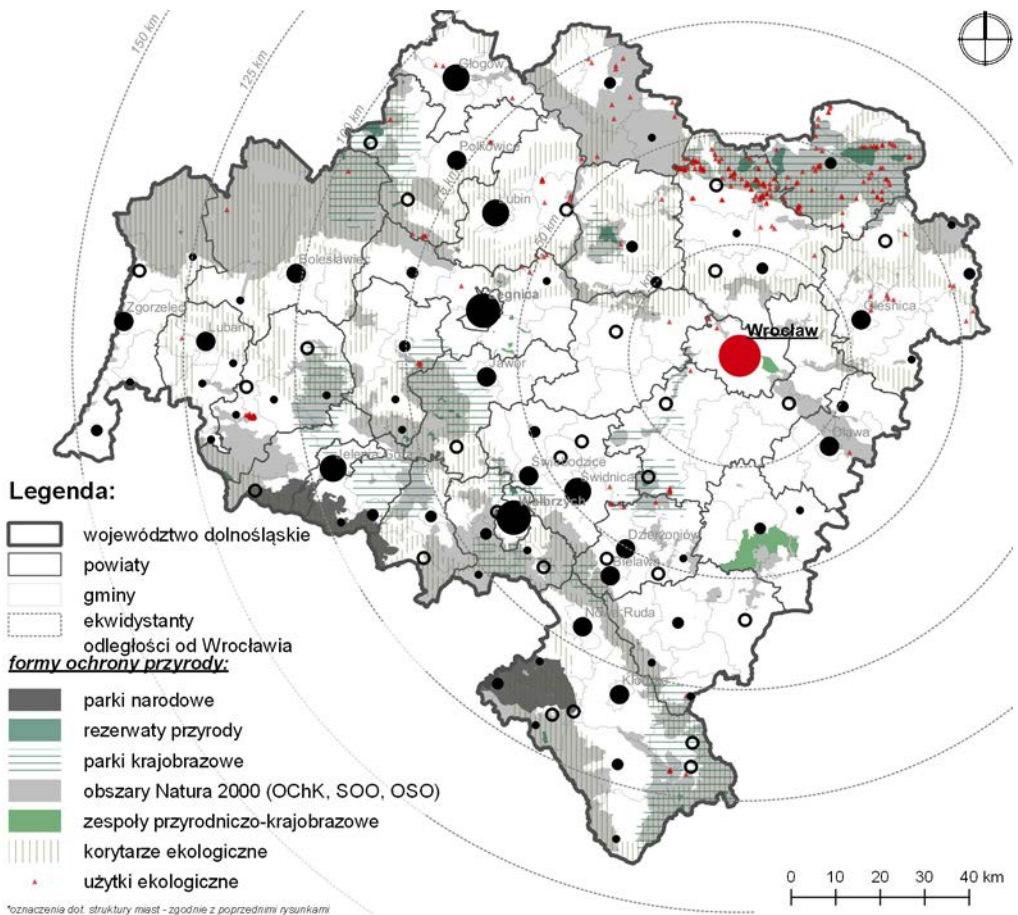 150 km
125 km
100 km
75 km
50 km
Głogów
Polkowice
Lubin
Bolesławiec
Legnica
Zgorzelec
Lubań
Oleśnica
Wrocław
Jawor
Oława
Jelenia Góra
Świebodzice
Świdnica
Wałbrzych
Dzierżoniów
Bielawa
Nowa Ruda
Kłodzko
Legenda:
województwo dolnośląskie
powiaty
gminy
ekwidystanty
odległości od Wrocławia
formy ochrony przyrody:
parki narodowe
rezerwaty przyrody
parki krajobrazowe
obszary Natura 2000 (OChK, SOO, OSO)
zespoły przyrodniczo-krajobrazowe
korytarze ekologiczne
użytki ekologiczne
*oznaczenia dot. struktury miast - zgodnie z poprzednimi rysunkami
0 10 20 30 40 km